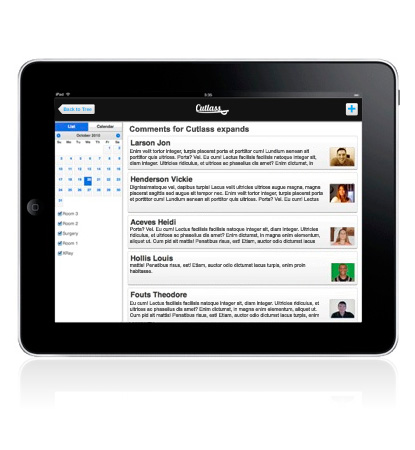 iPad
Back to Tree
Cutlass
List
Calendar
October 2010
Su Mo Tu We Th Fr Sa
1 2
3 4 5 6 7 8 9
10 11 12 13 14 15 16
17 18 19 20 21 22 23
24 25 26 27 28 29 30
31
Room 3
Room 2
Surgery
Room 1
XRay
Comments for Cutlass expands
Larson Jon
Enim velit tortor integer, turpis placerat porta et portitor cum! Lundium aenean sit
porttitor quis ultrices. Porta? Vel. Eu cum! Lectus facilisis facilisis natoque integer
sit, diam integer. Ultricies ridiculus, et ultrices ac phasellus dis amet? Enim dictumst, in
Henderson Vickie
Dignissimatoque vel, dapibus turpis! Lacus velit ultricies urna augue magna, magna
placerat magna et sociis et magnis? Enim velit tortor integer, turpis placerat porta
et portitor cum! Lundium aenean sit porttitor quis ultrices. Porta? Vel. Eu cum! Lectus
Aceves Heidi
Porta? Vel. Eu cum! Lectus facilisis facilisis natoque integer sit, diam integer. Ultricies
ridiculus, et ultrices ac phasellus dis amet? Enim dictumst, in magna enim elementum,
aliquet ut. Cum pid sit mattis! Penatibus risus, est! Etiam, auctor odio dictumst lacus
Hollis Louis
mattis! Penatibus risus, est! Etiam, auctor odio dictumst lacus turpis, enim proin
habitasse.
Fouts Theodore
Eu cum! Lectus facilisis facilisis natoque integer sit, diam integer. Ultricies ridiculus, et
ultrices ac phasellus dis amet? Enim dictumst, in magna enim elementum, aliquet ut.
Cum pid sit mattis! Penatibus risus, est! Etiam, auctor odio dictumst lacus turpis, enim